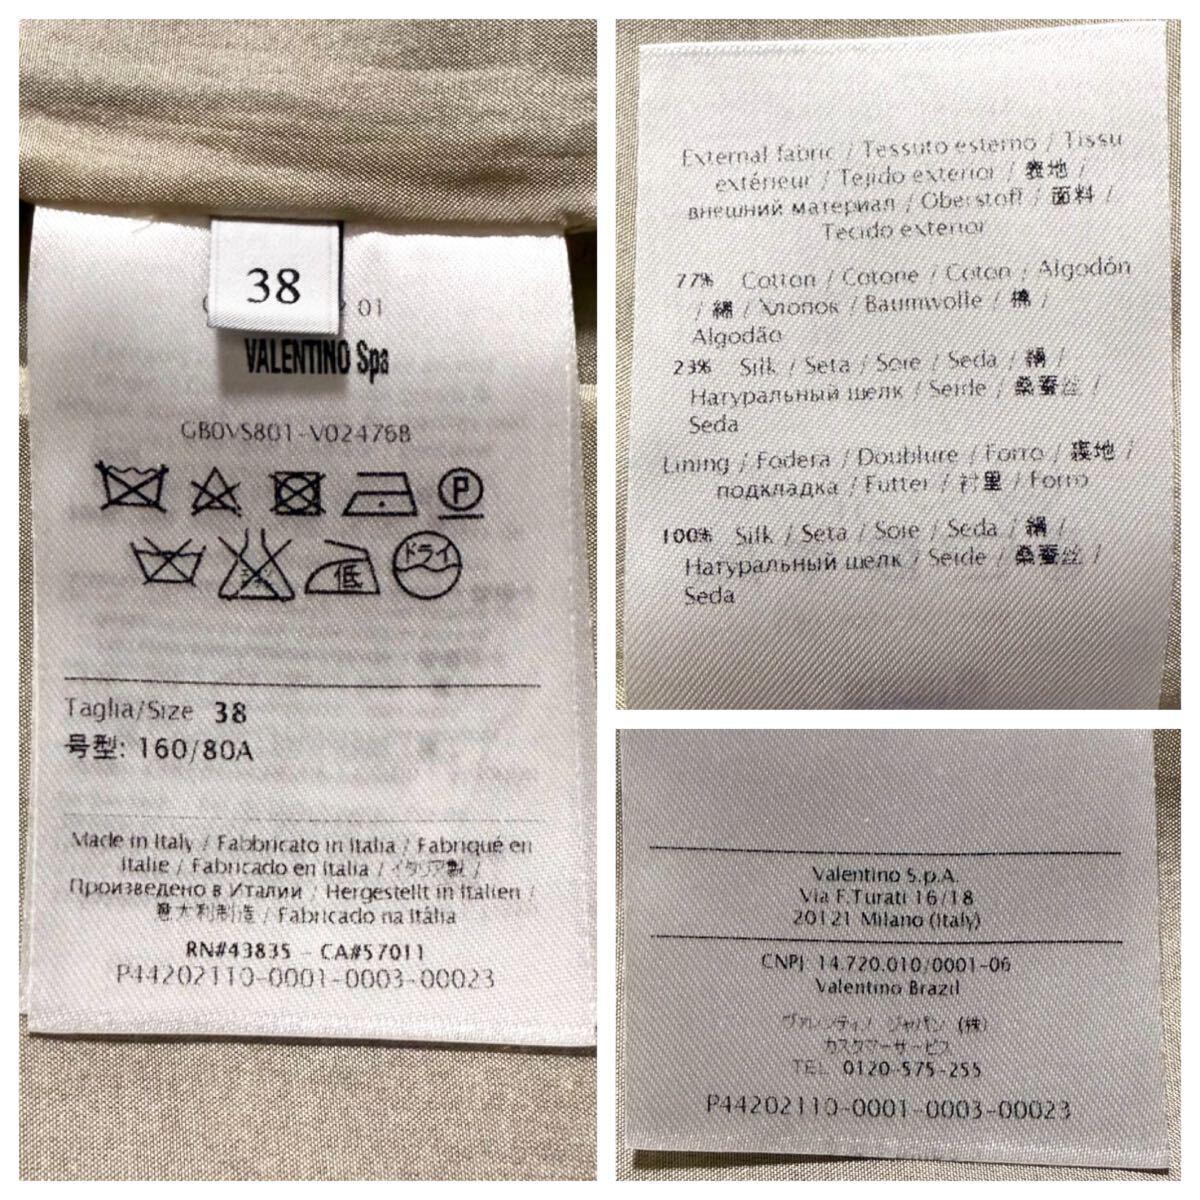 38
01
VALENTINO Spa
GB0VS801-V02476B
P
低
ドライ
Taglia/Size 38
号型: 160/80A
Made in Italy / Fabbricato in Italia / Fabriqué en
Italie / Fabricado en Italia / イタリア製 /
Произведено в Италии / Hergestellt in Italien /
意大利制造 / Fabricado na Itália
RN#43835 - CA#57011
P44202110-0001-0003-00023
External fabric / Tessuto esterno / Tissu
extérieur / Tejido exterior / 表地 /
внешний материал / Oberstoff / 面料 /
Tecido exterior
77% Cotton / Cotone / Coton / Algodón
/ 綿 / Хлопок / Baumwolle / 棉 /
Algodão
23% Silk / Seta / Soie / Seda / 絹 /
Натуральный шелк / Seide / 桑蚕丝 /
Seda
Lining / Fodera / Doublure / Forro / 裏地 /
подкладка / Futter / 衬里 / Forro
100% Silk / Seta / Soie / Seda / 絹 /
Натуральный шелк / Seide / 桑蚕丝 /
Seda
Valentino S.p.A.
Via F.Turati 16/18
20121 Milano (Italy)
CNPJ: 14.720.010/0001-06
Valentino Brazil
ヴァレンティノ ジャパン (株)
カスタマーサービス
TEL 0120-575-255
P44202110-0001-0003-00023